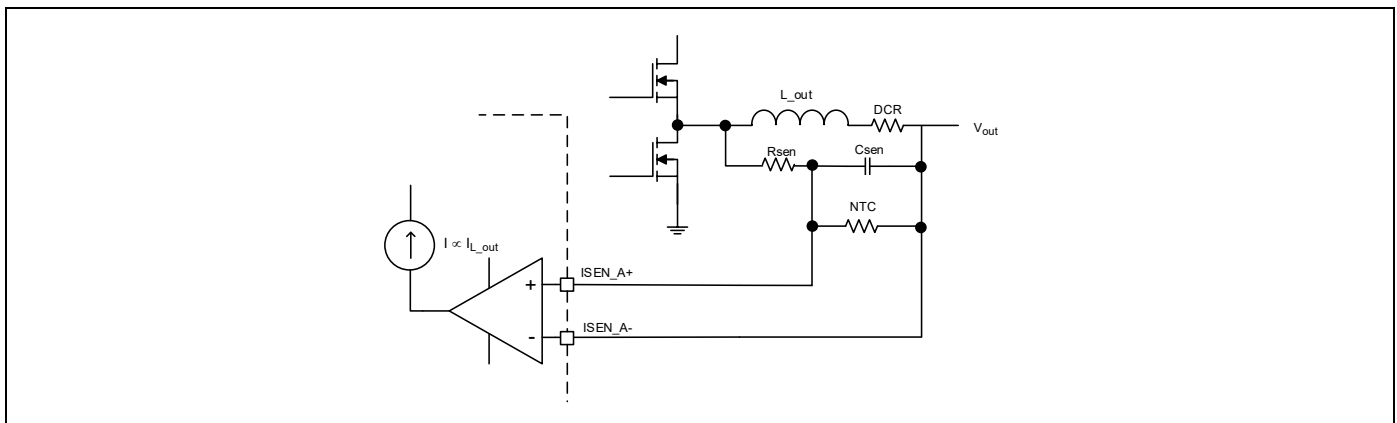 L_out
DCR
Vout
Rsen
Csen
NTC
I ∝ IL_out
ISEN_A+
+
-
ISEN_A-